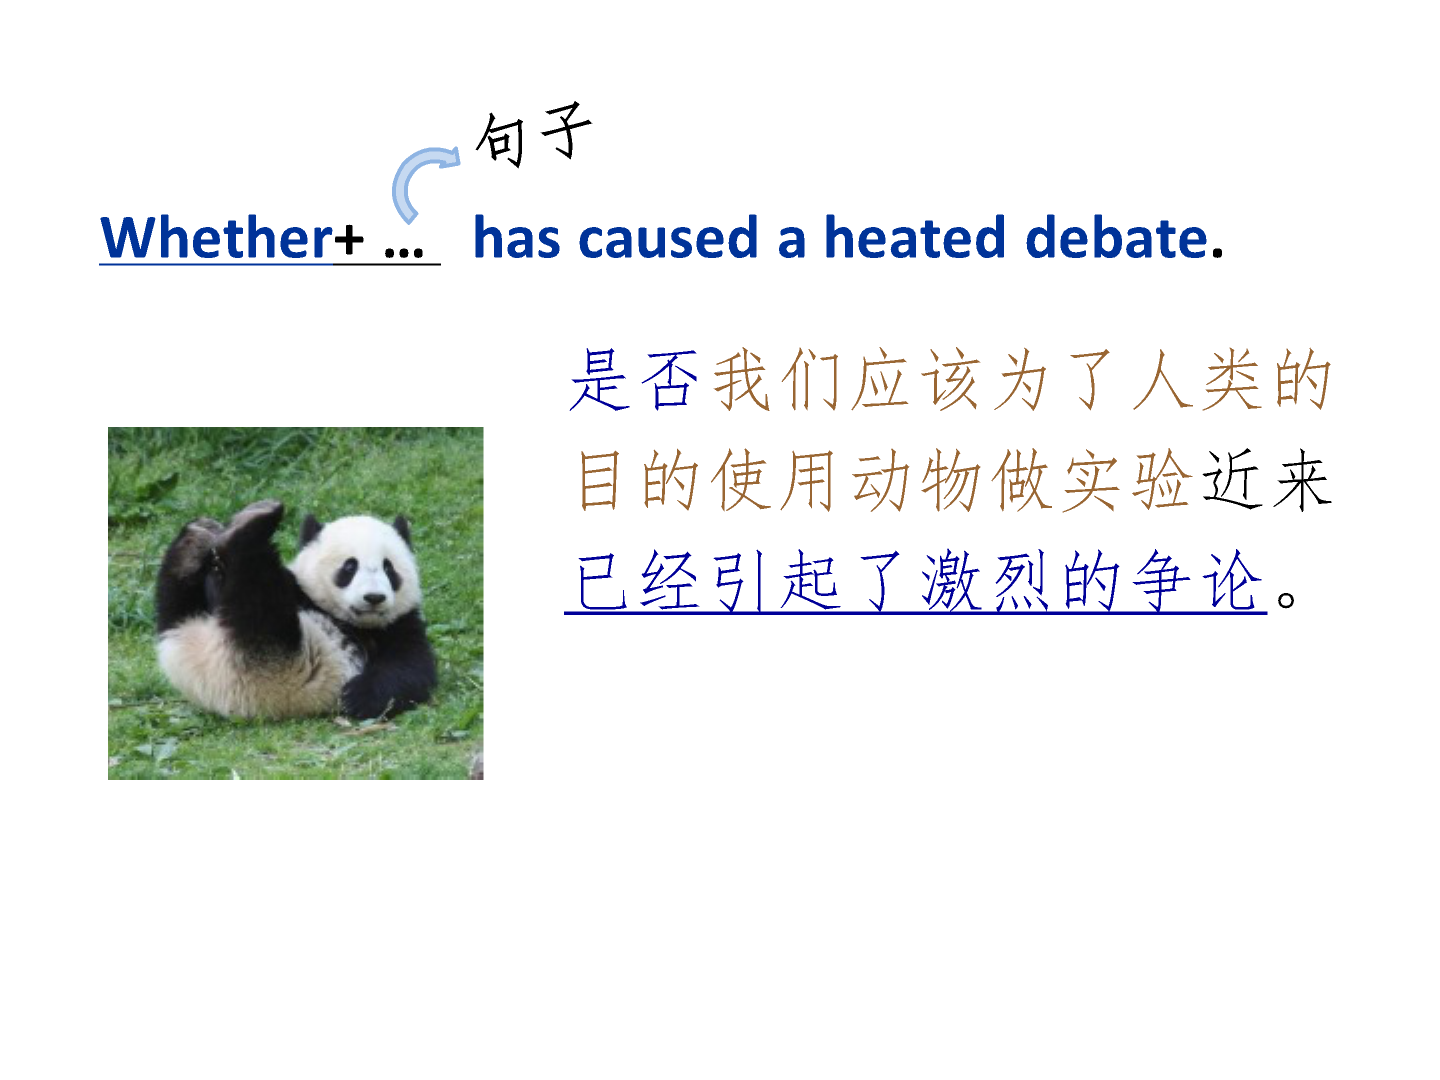 句子
Whether+ … has caused a heated debate.
是否我们应该为了人类的
目的使用动物做实验近来
已经引起了激烈的争论。